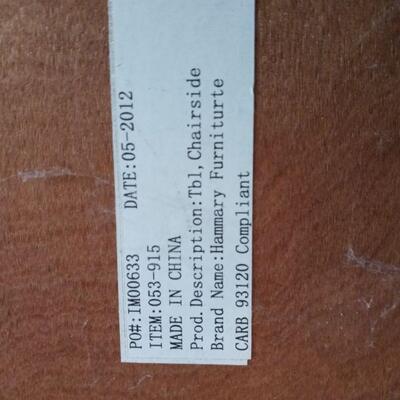 PO#:IM00633 DATE:05-2012
ITEM:053-915
MADE IN CHINA
Prod.Description:Tbl,Chairside
Brand Name:Hammary Furniturte
CARB 93120 Compliant